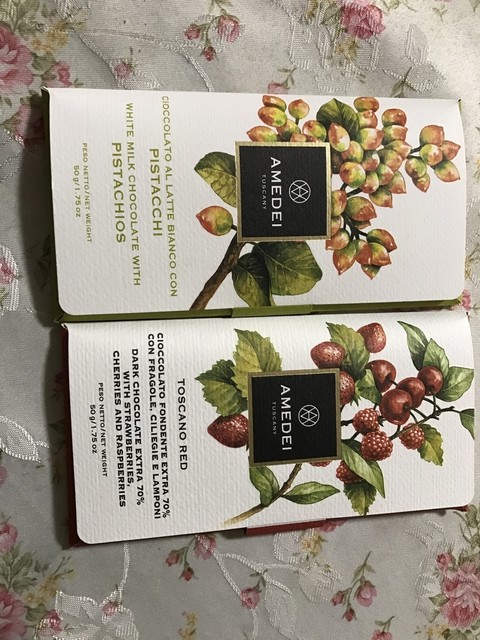 AMEDEI
TUSCANY
CIOCCOLATO AL LATTE BIANCO CON
PISTACCHI
WHITE MILK CHOCOLATE WITH
PISTACHIOS
PESO NETTO/NET WEIGHT
50 g/1.75 OZ
AMEDEI
TUSCANY
TOSCANO RED
CIOCCOLATO FONDENTE EXTRA 70%
CON FRAGOLE, CILIEGIE E LAMPONI
DARK CHOCOLATE EXTRA 70%
WITH STRAWBERRIES,
CHERRIES AND RASPBERRIES
PESO NETTO/NET WEIGHT
50 g/1.75 OZ